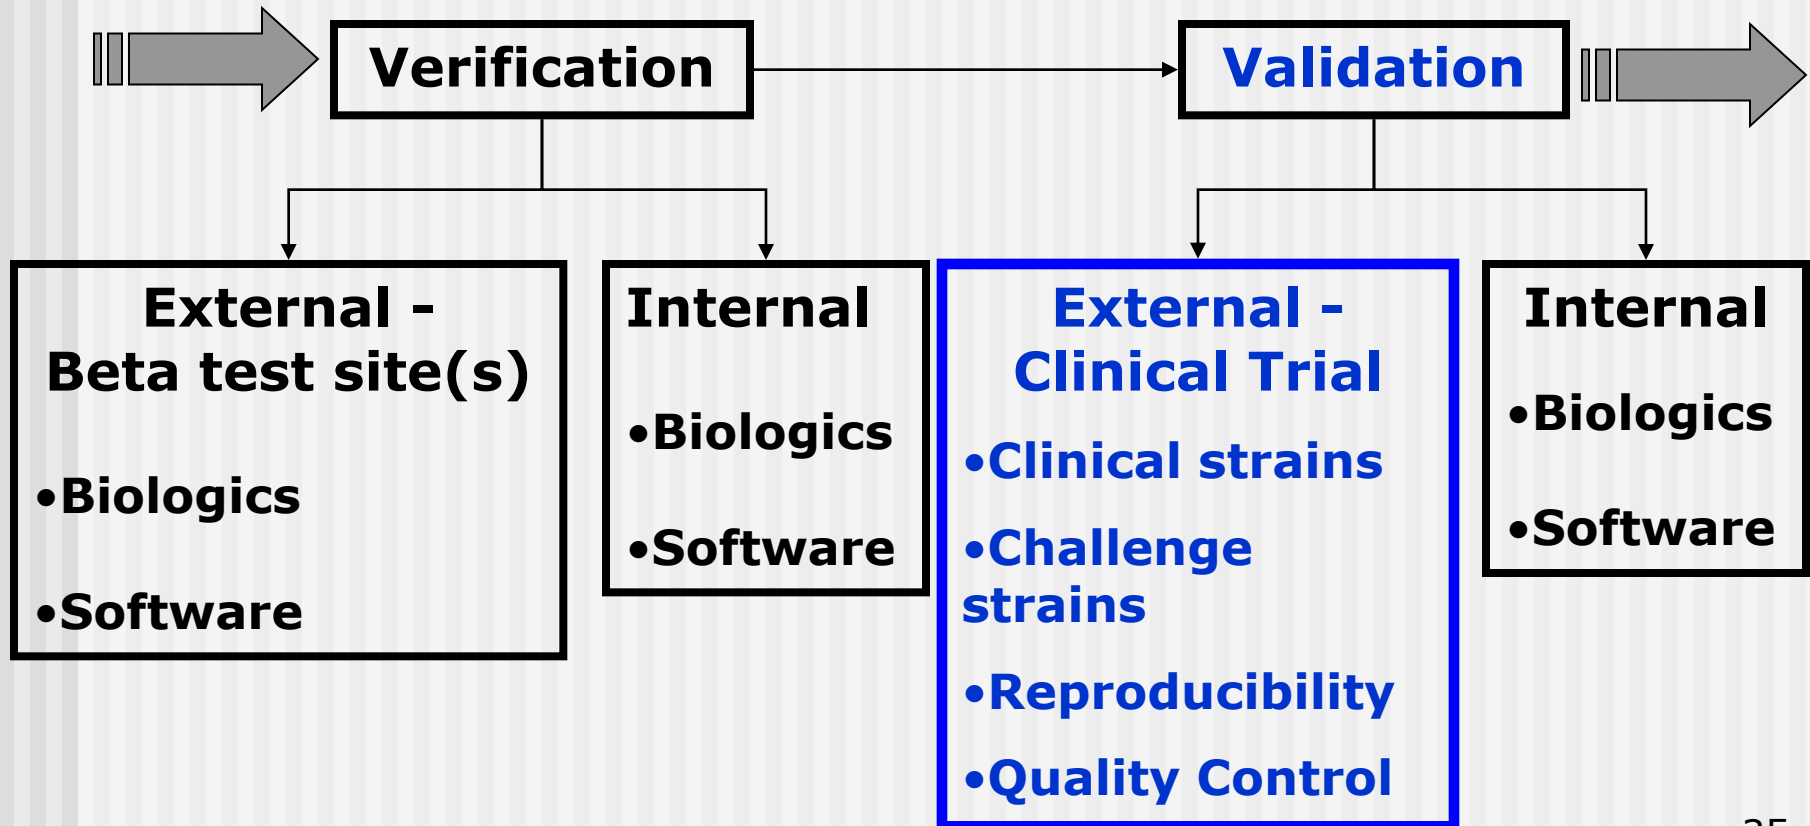 Verification
Validation
External -
Beta test site(s)
•Biologics
•Software
Internal
•Biologics
•Software
External -
Clinical Trial
•Clinical strains
•Challenge
strains
•Reproducibility
•Quality Control
Internal
•Biologics
•Software